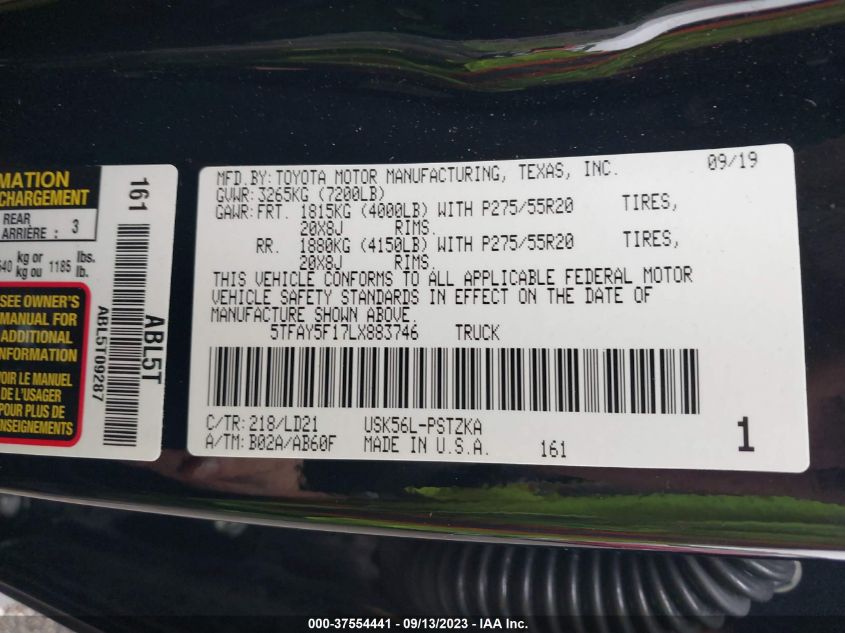 MATION
CHARGEMENT
REAR
ARRIÈRE : 3
640 kg or 1185 lbs.
kg ou lb.
SEE OWNER'S
MANUAL FOR
ADDITIONAL
INFORMATION
VOIR LE MANUEL
DE L'USAGER
POUR PLUS DE
RENSEIGNEMENTS
161
ABL5T
ABL5T09287
MFD.BY:TOYOTA MOTOR MANUFACTURING, TEXAS, INC. 09/19
GVWR:3265KG (7200LB)
GAWR:FRT. 1815KG (4000LB) WITH P275/55R20 TIRES,
20X8J RIMS.
RR. 1880KG (4150LB) WITH P275/55R20 TIRES,
20X8J RIMS.
THIS VEHICLE CONFORMS TO ALL APPLICABLE FEDERAL MOTOR
VEHICLE SAFETY STANDARDS IN EFFECT ON THE DATE OF
MANUFACTURE SHOWN ABOVE.
5TFAY5F17LX883746 TRUCK
C/TR:218/LD21 USK56L-PSTZKA
A/TM:B02A/AB60F MADE IN U.S.A. 161 1
000-37554441 - 09/13/2023 - IAA Inc.